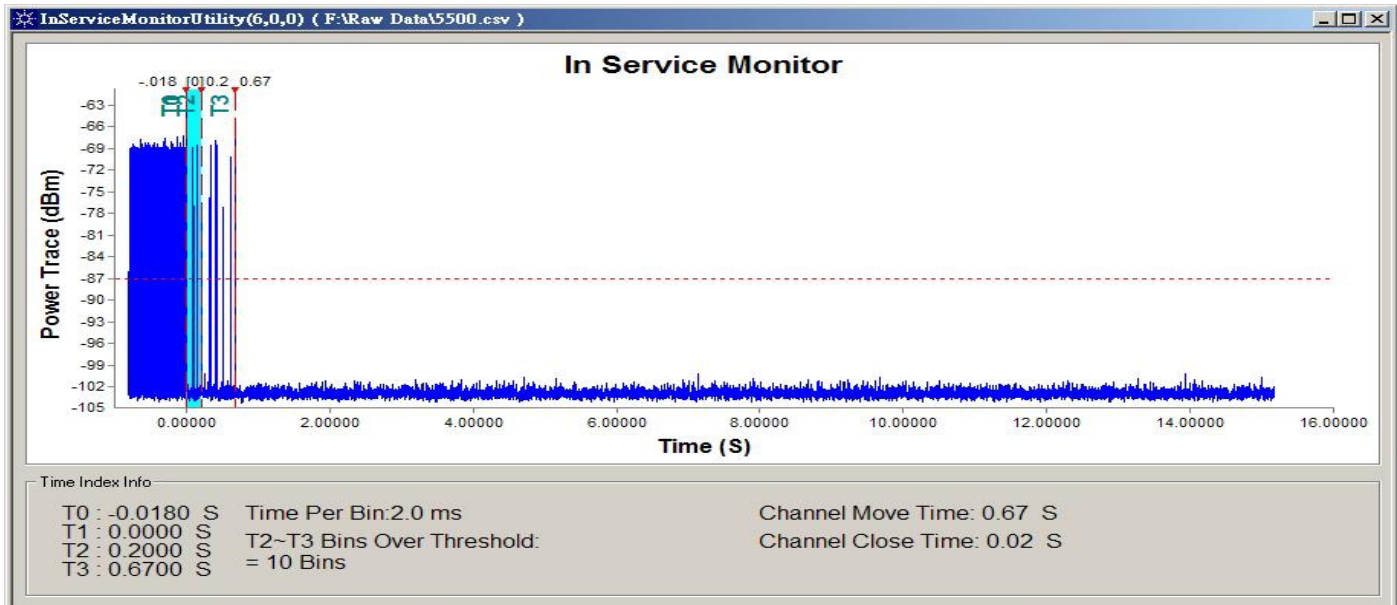 InServiceMonitorUtility(6,0,0) ( F:\Raw Data\5500.csv )
In Service Monitor
-.018 [0]0.2 0.67
T3
Power Trace (dBm)
-63
-66
-69
-72
-75
-78
-81
-84
-87
-90
-93
-96
-99
-102
-105
0.00000 2.00000 4.00000 6.00000 8.00000 10.00000 12.00000 14.00000 16.00000
Time (S)
Time Index Info
T0 : -0.0180 S
T1 : 0.0000 S
T2 : 0.2000 S
T3 : 0.6700 S
Time Per Bin:2.0 ms
T2~T3 Bins Over Threshold:
= 10 Bins
Channel Move Time: 0.67 S
Channel Close Time: 0.02 S